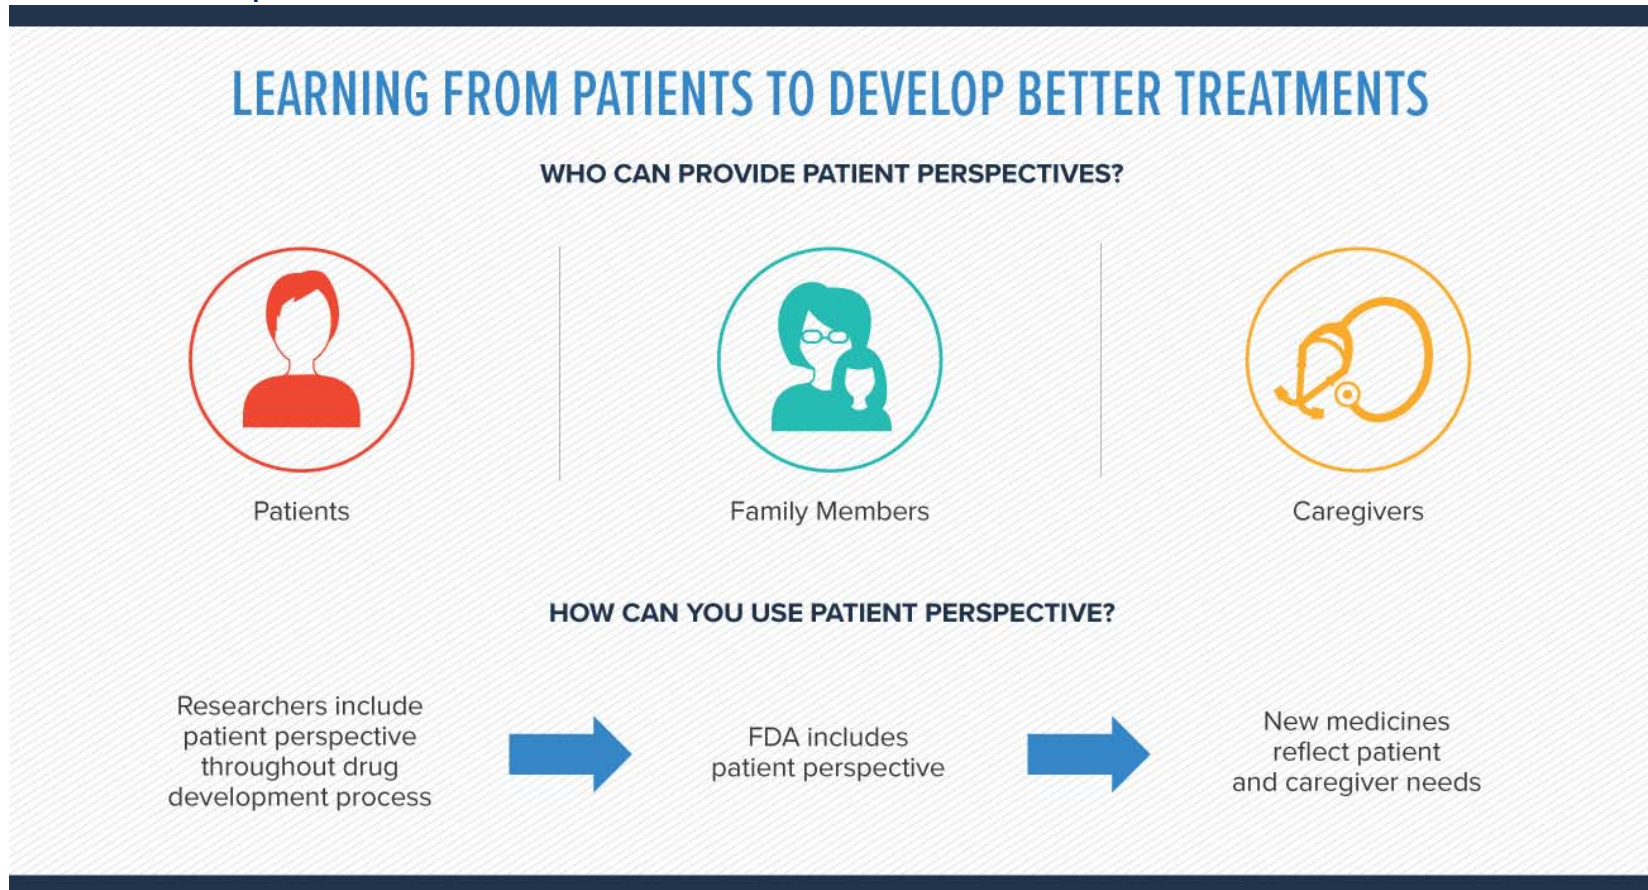 LEARNING FROM PATIENTS TO DEVELOP BETTER TREATMENTS
WHO CAN PROVIDE PATIENT PERSPECTIVES?
Patients
Family Members
Caregivers
HOW CAN YOU USE PATIENT PERSPECTIVE?
Researchers include
patient perspective
throughout drug
development process
FDA includes
patient perspective
New medicines
reflect patient
and caregiver needs